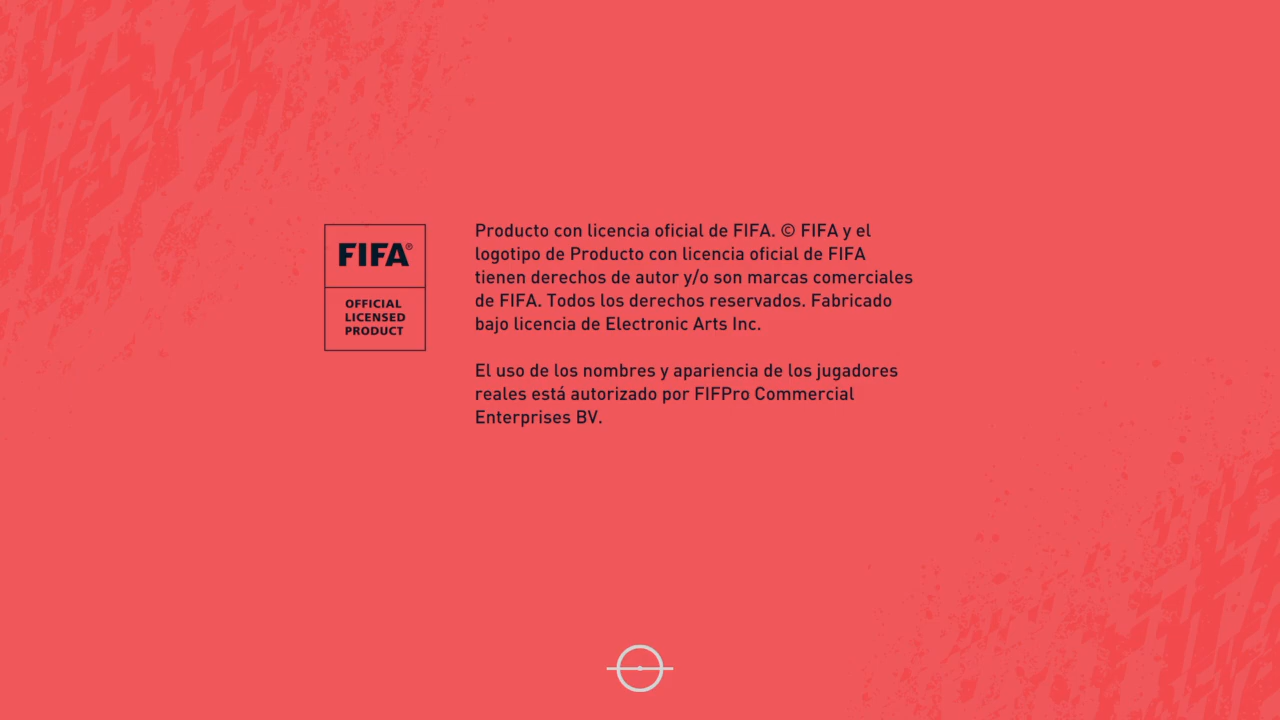 FIFA®
OFFICIAL
LICENSED
PRODUCT
Producto con licencia oficial de FIFA. © FIFA y el
logotipo de Producto con licencia oficial de FIFA
tienen derechos de autor y/o son marcas comerciales
de FIFA. Todos los derechos reservados. Fabricado
bajo licencia de Electronic Arts Inc.
El uso de los nombres y apariencia de los jugadores
reales está autorizado por FIFPro Commercial
Enterprises BV.